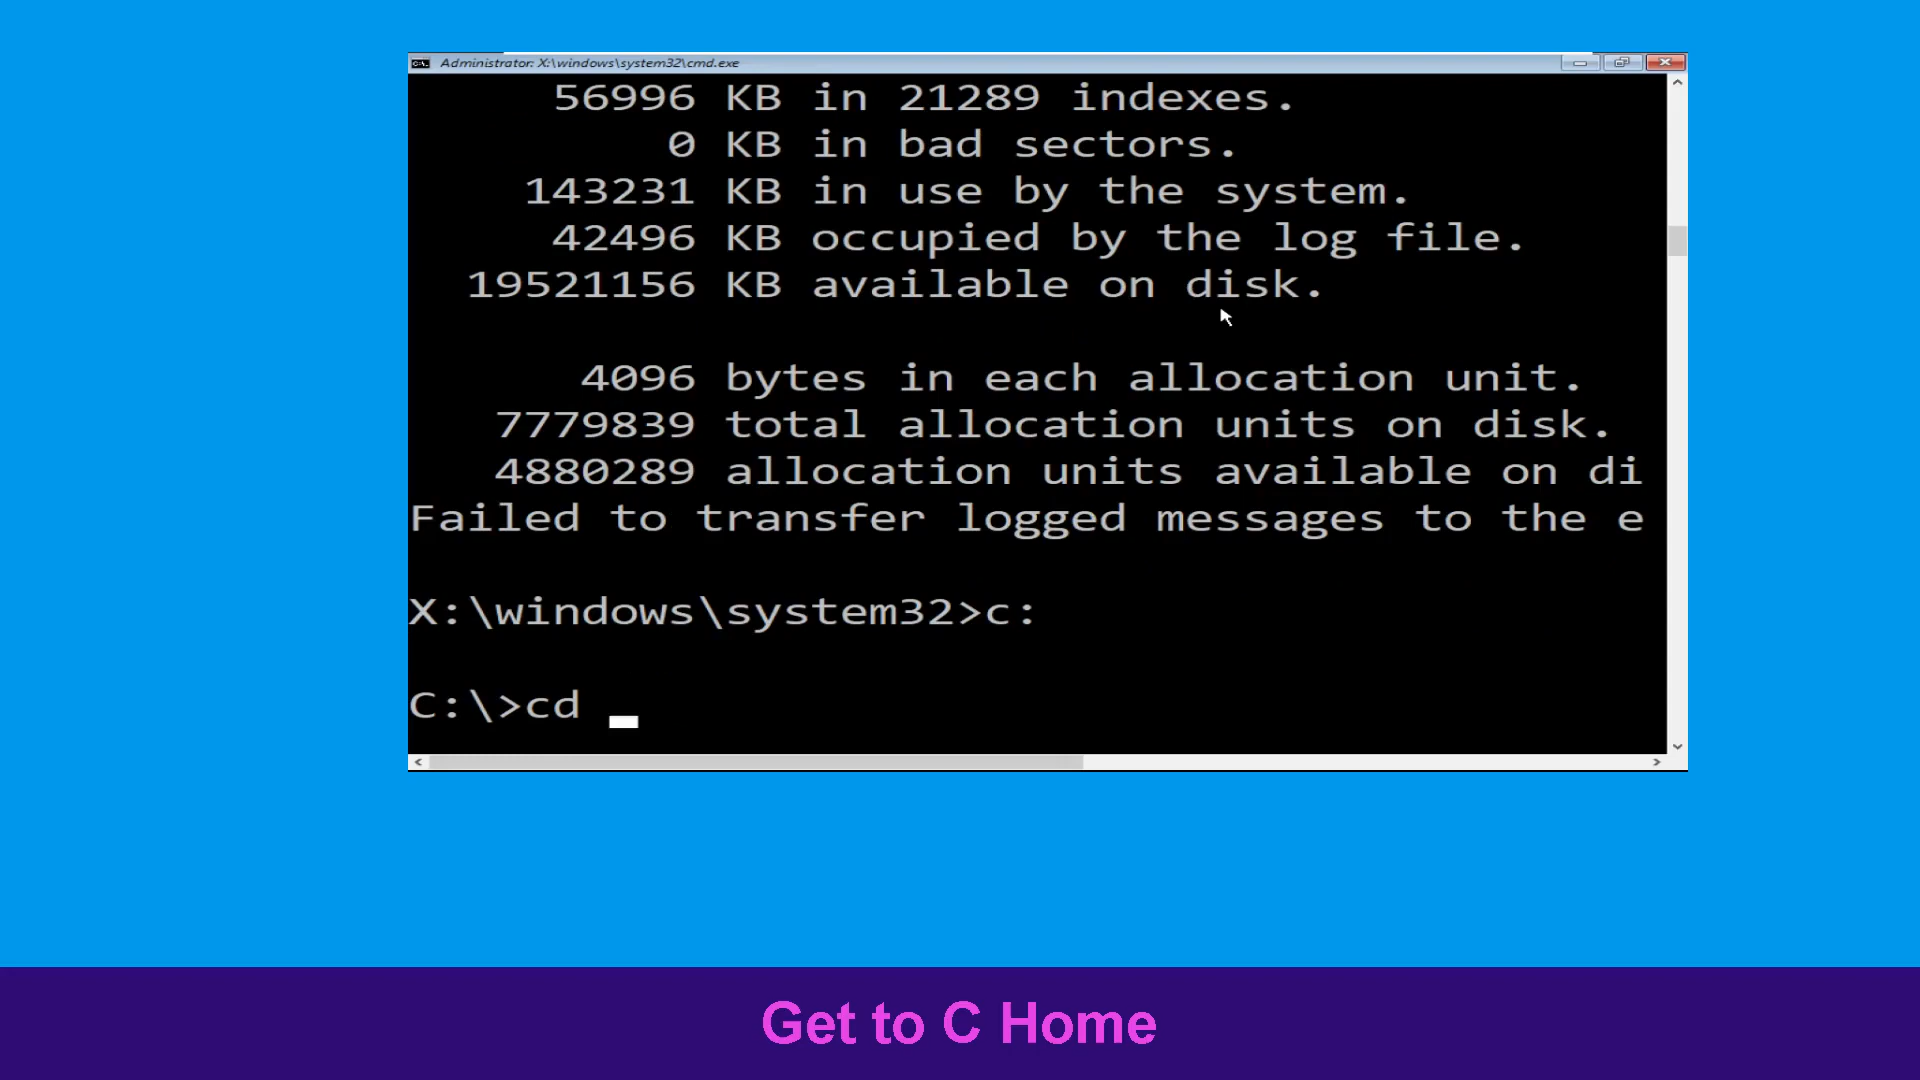 Administrator: X:\windows\system32\cmd.exe
56996 KB in 21289 indexes.
0 KB in bad sectors.
143231 KB in use by the system.
42496 KB occupied by the log file.
19521156 KB available on disk.
4096 bytes in each allocation unit.
7779839 total allocation units on disk.
4880289 allocation units available on di
Failed to transfer logged messages to the e
X:\windows\system32>c:
C:\>cd
Get to C Home